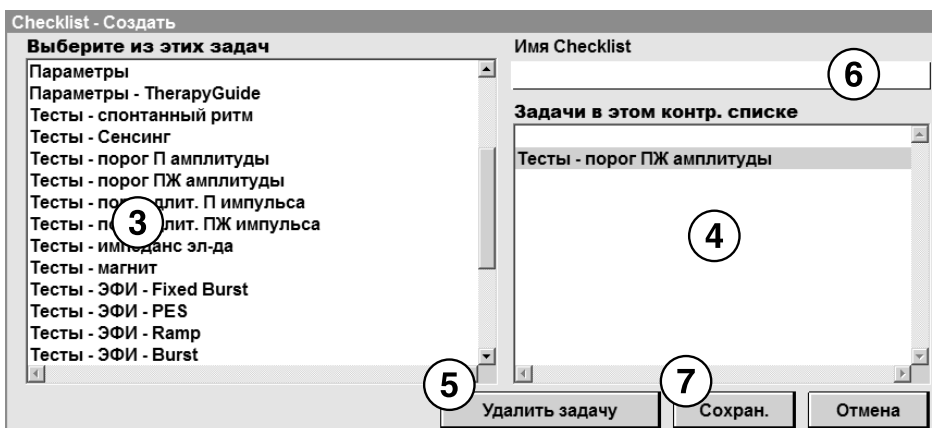 Checklist - Создать
Выберите из этих задач
Параметры
Параметры - TherapyGuide
Тесты - спонтанный ритм
Тесты - Сенсинг
Тесты - порог П амплитуды
Тесты - порог ПЖ амплитуды
Тесты - длит. П импульса
Тесты - длит. ПЖ импульса
Тесты - импеданс эл-да
Тесты - магнит
Тесты - ЭФИ - Fixed Burst
Тесты - ЭФИ - PES
Тесты - ЭФИ - Ramp
Тесты - ЭФИ - Burst
3
Имя Checklist
6
Задачи в этом контр. списке
Тесты - порог ПЖ амплитуды
4
5
7
Удалить задачу
Сохран.
Отмена